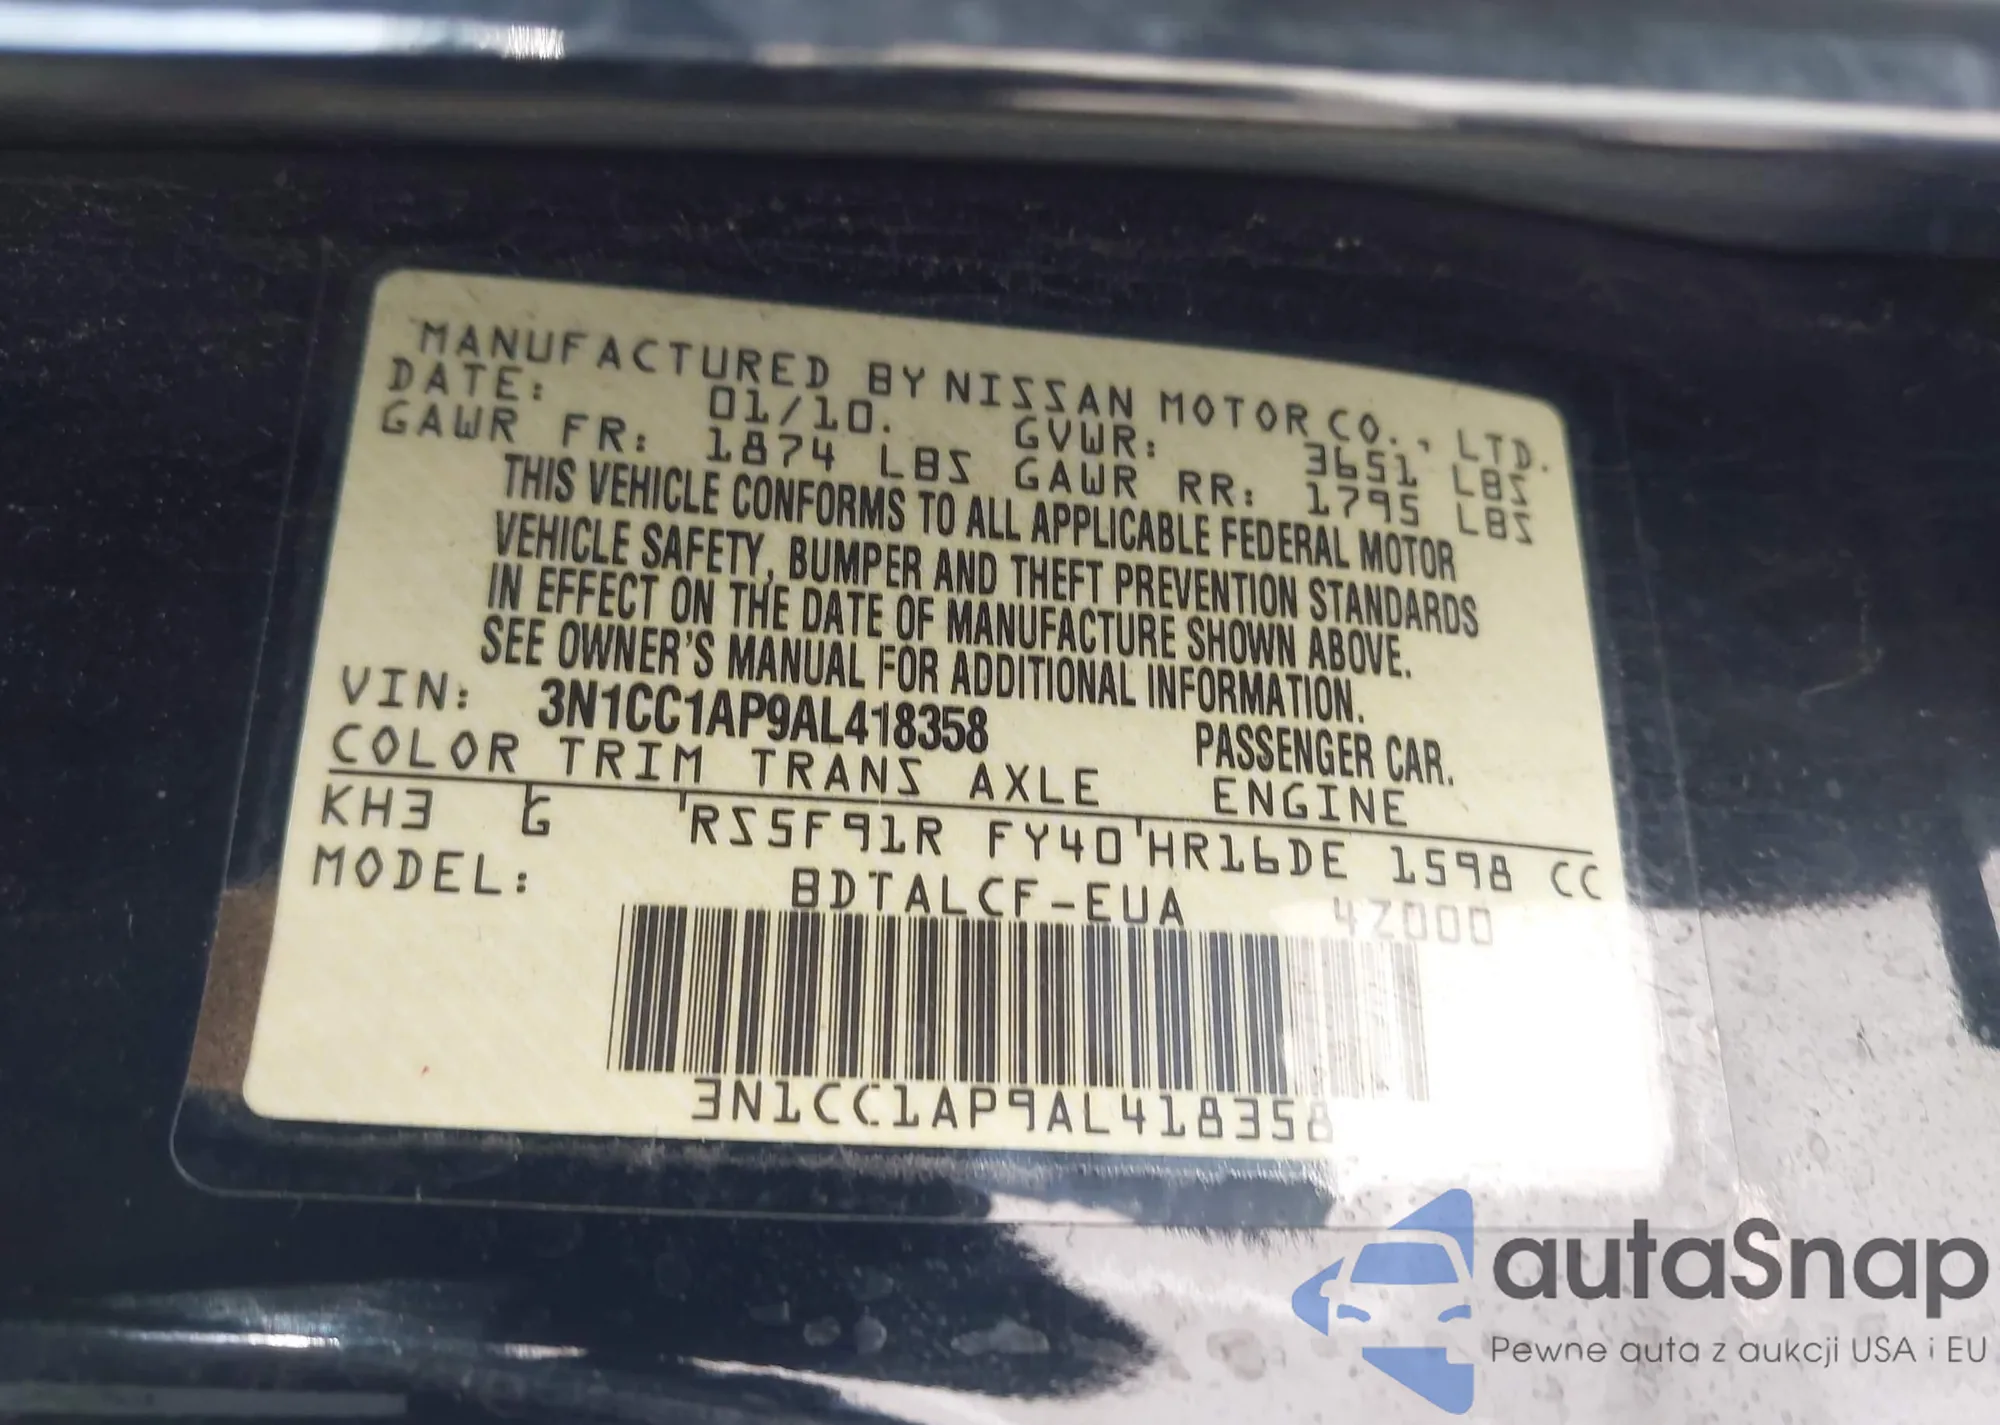 MANUFACTURED BY NISSAN MOTOR CO., LTD.
DATE: 01/10. GVWR: 3651 LBS
GAWR FR: 1874 LBS GAWR RR: 1795 LBS
THIS VEHICLE CONFORMS TO ALL APPLICABLE FEDERAL MOTOR
VEHICLE SAFETY, BUMPER AND THEFT PREVENTION STANDARDS
IN EFFECT ON THE DATE OF MANUFACTURE SHOWN ABOVE.
SEE OWNER'S MANUAL FOR ADDITIONAL INFORMATION.
VIN: 3N1CC1AP9AL418358 PASSENGER CAR.
COLOR TRIM TRANS AXLE ENGINE
KH3 G RS5F91R FY40 HR16DE 1598 CC
MODEL: BDTALCF-EUA 4Z000
3N1CC1AP9AL418358
autaSnap
Pewne auta z aukcji USA i EU